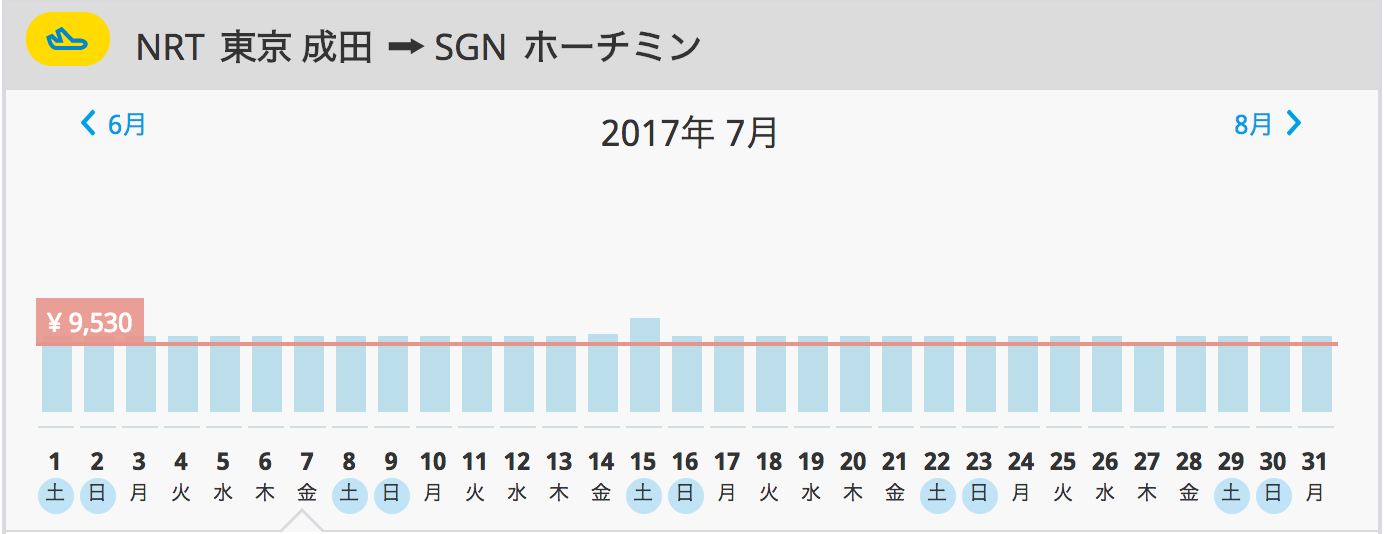 NRT 東京 成田 ➡ SGN ホーチミン
6月 2017年 7月 8月
¥ 9,530
1 2 3 4 5 6 7 8 9 10 11 12 13 14 15 16 17 18 19 20 21 22 23 24 25 26 27 28 29 30 31
土 日 月 火 水 木 金 土 日 月 火 水 木 金 土 日 月 火 水 木 金 土 日 月 火 水 木 金 土 日 月